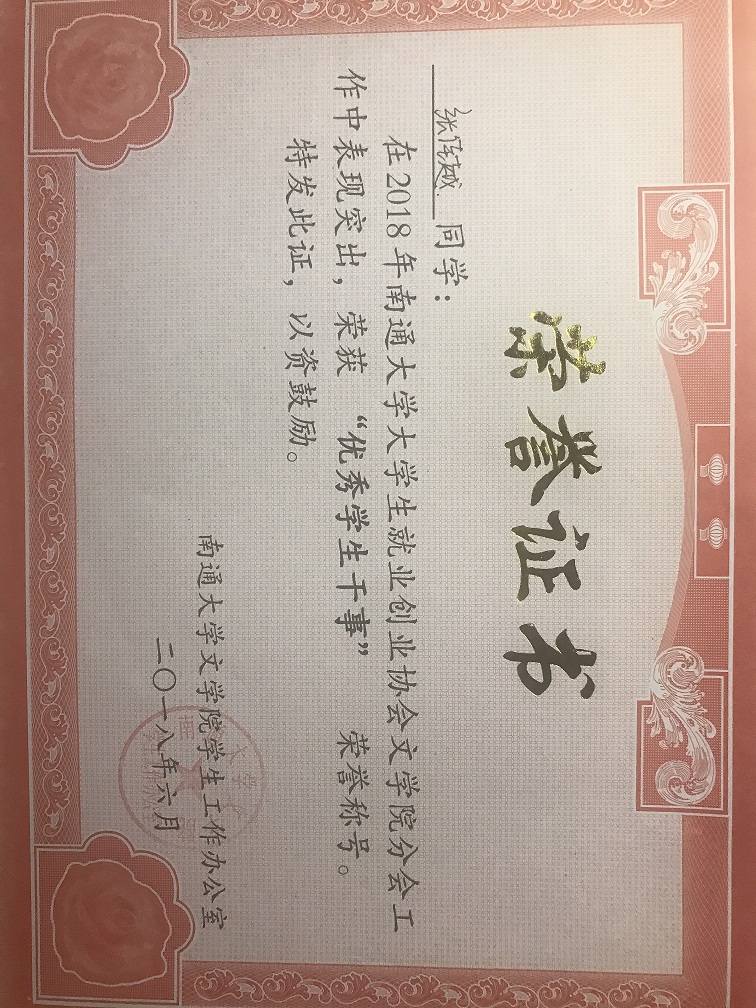 荣誉证书
张陈越 同学：
在2018年南通大学大学生就业创业协会文学院分会工
作中表现突出，荣获 “优秀学生干事” 荣誉称号。
特发此证，以资鼓励。
南通大学文学院学生工作办公室
二〇一八年六月